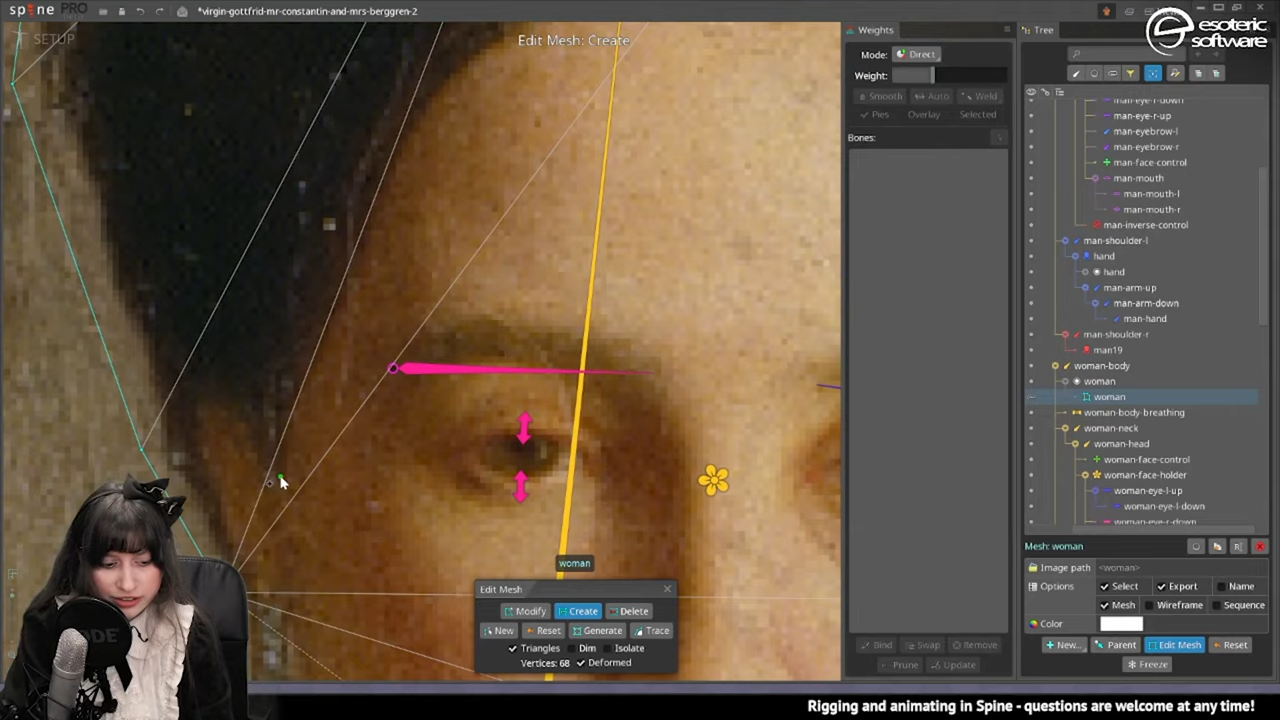 spine PRO
*virgin-gottfrid-mr-constantin-and-mrs-berggren-2
SETUP
Edit Mesh: Create
esoteric
software
Weights
Mode: Direct
Weight:
Smooth Auto Weld
Pies Overlay Selected
Bones:
Bind Swap Remove
Prune Update
Tree
man-eye-r-down
man-eye-r-up
man-eyebrow-l
man-eyebrow-r
man-face-control
man-mouth
man-mouth-l
man-mouth-r
man-inverse-control
man-shoulder-l
hand
hand
man-arm-up
man-arm-down
man-hand
man-shoulder-r
man19
woman-body
woman
woman
woman-body-breathing
woman-neck
woman-head
woman-face-control
woman-face-holder
woman-eye-l-up
woman-eye-l-down
woman-eye-r-down
Mesh: woman
Image path <woman>
Options Select Export Name
Mesh Wireframe Sequence
Color
New... Parent Edit Mesh Reset
Freeze
woman
Edit Mesh
Modify Create Delete
New Reset Generate Trace
Triangles Dim Isolate
Vertices: 68 Deformed
Rigging and animating in Spine - questions are welcome at any time!